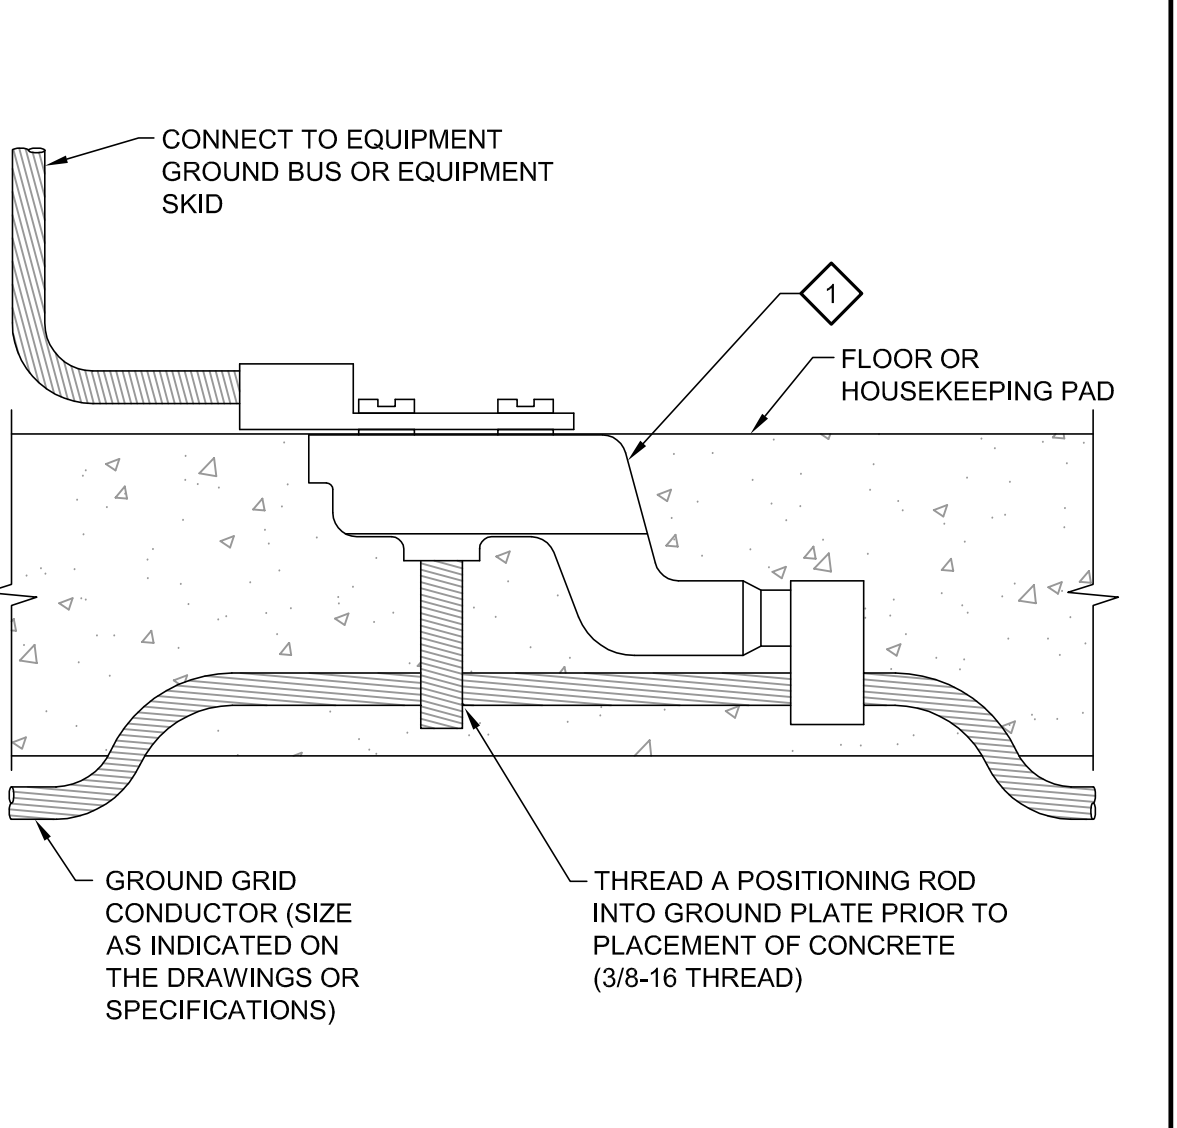 CONNECT TO EQUIPMENT
GROUND BUS OR EQUIPMENT
SKID
1
FLOOR OR
HOUSEKEEPING PAD
GROUND GRID
CONDUCTOR (SIZE
AS INDICATED ON
THE DRAWINGS OR
SPECIFICATIONS)
THREAD A POSITIONING ROD
INTO GROUND PLATE PRIOR TO
PLACEMENT OF CONCRETE
(3/8-16 THREAD)